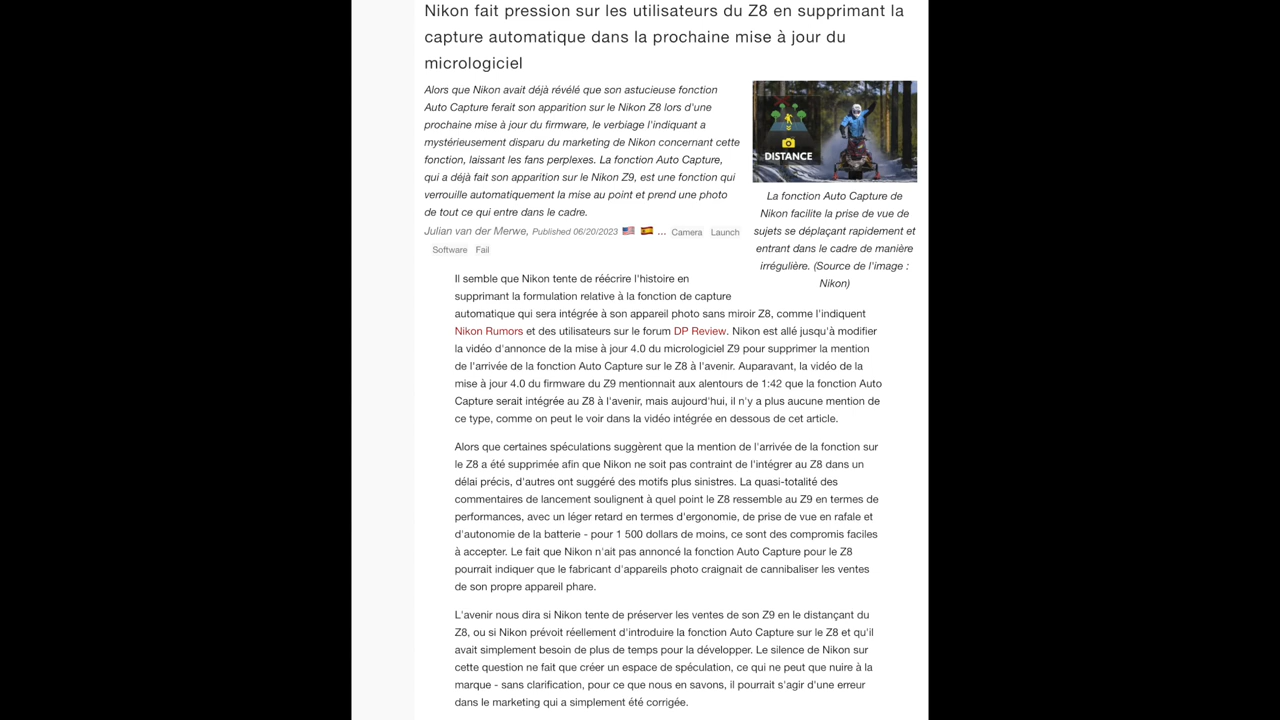 Nikon fait pression sur les utilisateurs du Z8 en supprimant la
capture automatique dans la prochaine mise à jour du
micrologiciel
Alors que Nikon avait déjà révélé que son astucieuse fonction
Auto Capture ferait son apparition sur le Nikon Z8 lors d'une
prochaine mise à jour du firmware, le verbiage l'indiquant a
mystérieusement disparu du marketing de Nikon concernant cette
fonction, laissant les fans perplexes. La fonction Auto Capture,
qui a déjà fait son apparition sur le Nikon Z9, est une fonction qui
verrouille automatiquement la mise au point et prend une photo
de tout ce qui entre dans le cadre.
Julian van der Merwe, Published 06/20/2023 🇺🇸 🇪🇸 ... Camera Launch
Software Fail
DISTANCE
La fonction Auto Capture de
Nikon facilite la prise de vue de
sujets se déplaçant rapidement et
entrant dans le cadre de manière
irrégulière. (Source de l'image :
Nikon)
Il semble que Nikon tente de réécrire l'histoire en
supprimant la formulation relative à la fonction de capture
automatique qui sera intégrée à son appareil photo sans miroir Z8, comme l'indiquent
Nikon Rumors et des utilisateurs sur le forum DP Review. Nikon est allé jusqu'à modifier
la vidéo d'annonce de la mise à jour 4.0 du micrologiciel Z9 pour supprimer la mention
de l'arrivée de la fonction Auto Capture sur le Z8 à l'avenir. Auparavant, la vidéo de la
mise à jour 4.0 du firmware du Z9 mentionnait aux alentours de 1:42 que la fonction Auto
Capture serait intégrée au Z8 à l'avenir, mais aujourd'hui, il n'y a plus aucune mention de
ce type, comme on peut le voir dans la vidéo intégrée en dessous de cet article.
Alors que certaines spéculations suggèrent que la mention de l'arrivée de la fonction sur
le Z8 a été supprimée afin que Nikon ne soit pas contraint de l'intégrer au Z8 dans un
délai précis, d'autres ont suggéré des motifs plus sinistres. La quasi-totalité des
commentaires de lancement soulignent à quel point le Z8 ressemble au Z9 en termes de
performances, avec un léger retard en termes d'ergonomie, de prise de vue en rafale et
d'autonomie de la batterie - pour 1 500 dollars de moins, ce sont des compromis faciles
à accepter. Le fait que Nikon n'ait pas annoncé la fonction Auto Capture pour le Z8
pourrait indiquer que le fabricant d'appareils photo craignait de cannibaliser les ventes
de son propre appareil phare.
L'avenir nous dira si Nikon tente de préserver les ventes de son Z9 en le distançant du
Z8, ou si Nikon prévoit réellement d'introduire la fonction Auto Capture sur le Z8 et qu'il
avait simplement besoin de plus de temps pour la développer. Le silence de Nikon sur
cette question ne fait que créer un espace de spéculation, ce qui ne peut que nuire à la
marque - sans clarification, pour ce que nous en savons, il pourrait s'agir d'une erreur
dans le marketing qui a simplement été corrigée.